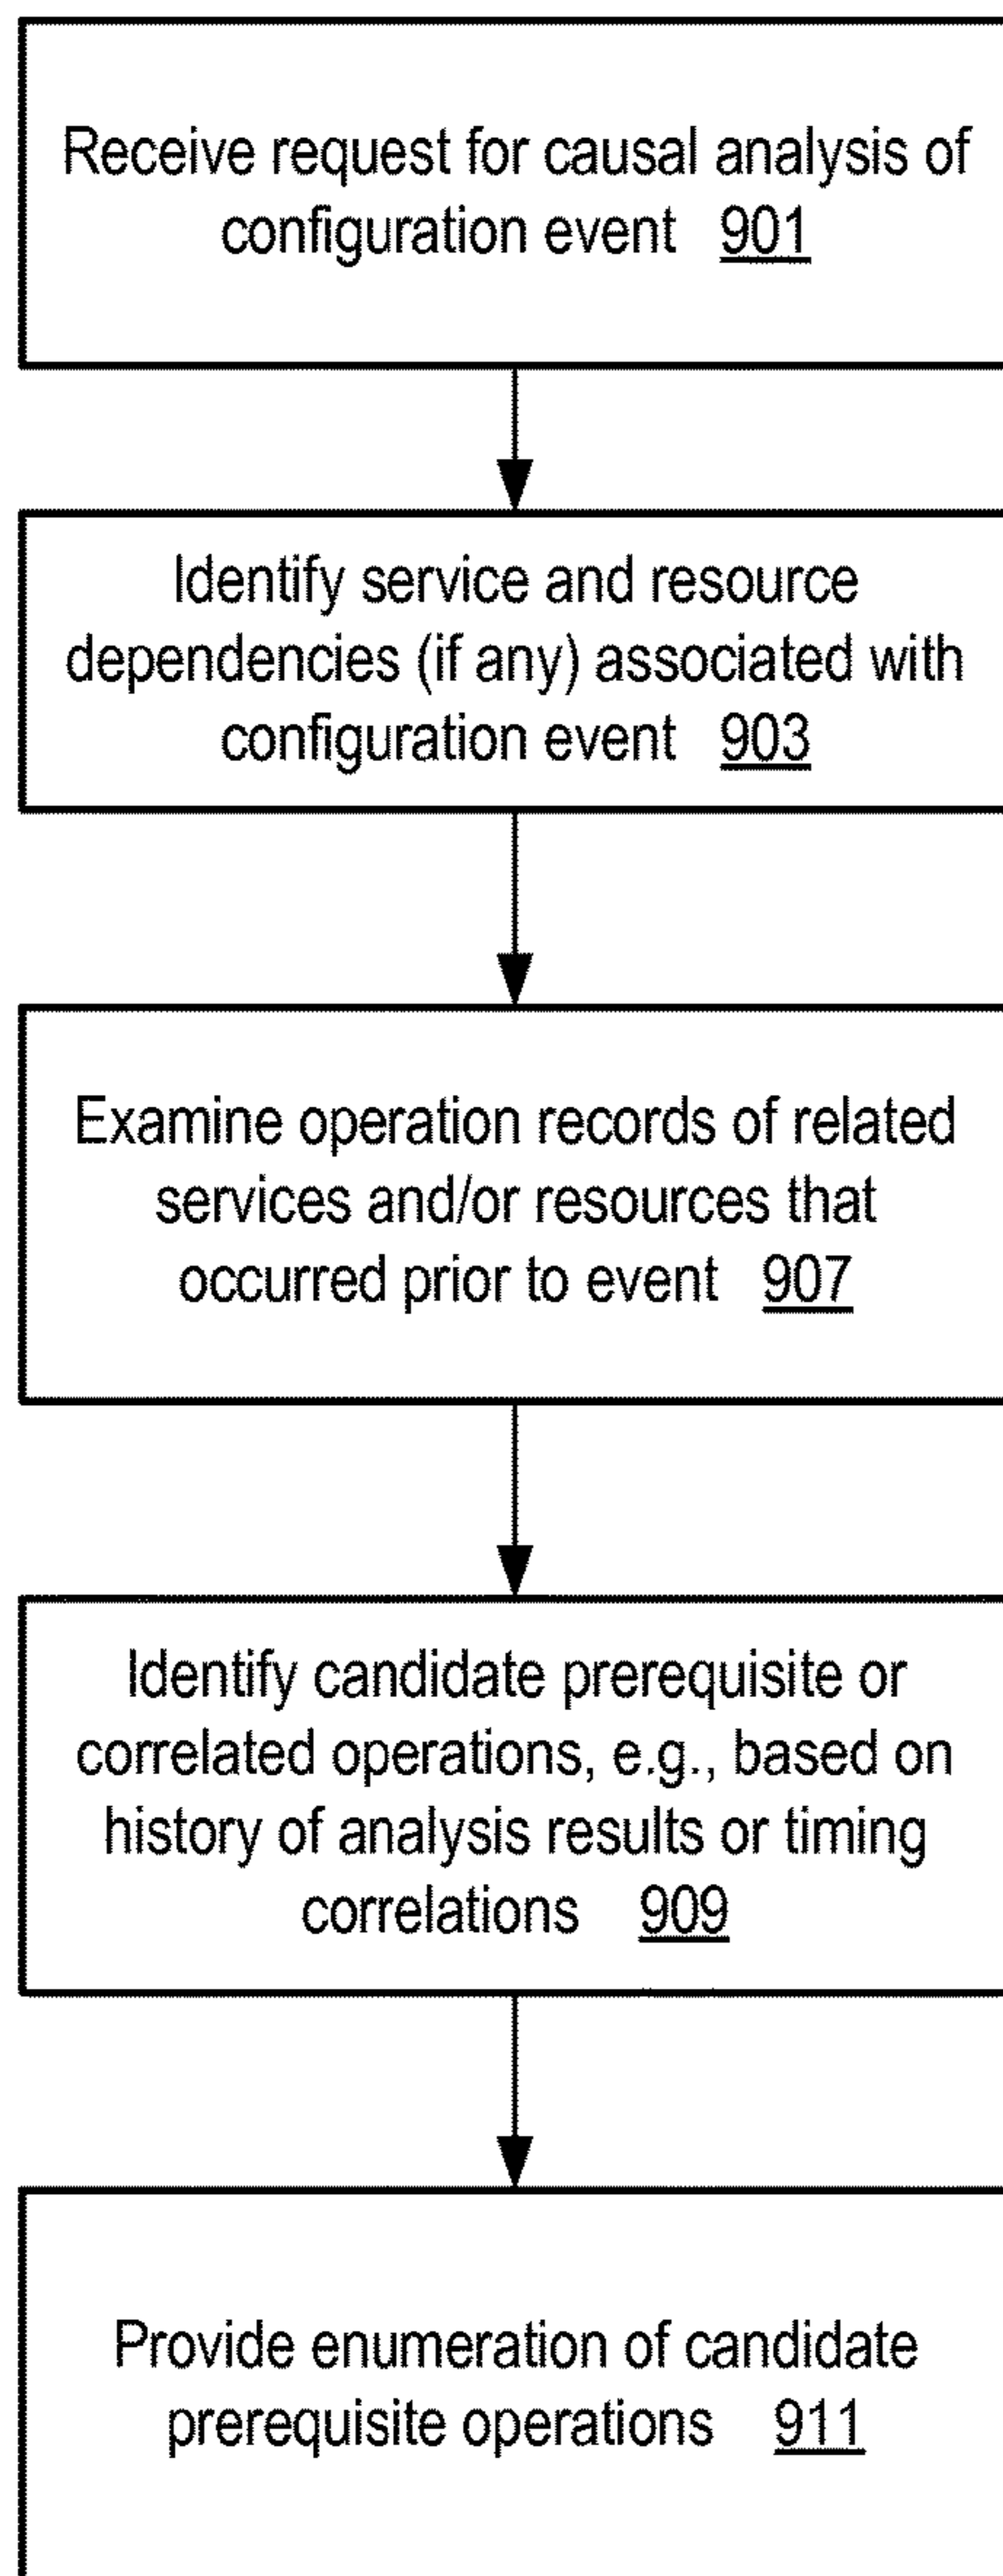 Receive request for causal analysis of
configuration event 901
Identify service and resource
dependencies (if any) associated with
configuration event 903
Examine operation records of related
services and/or resources that
occurred prior to event 907
Identify candidate prerequisite or
correlated operations, e.g., based on
history of analysis results or timing
correlations 909
Provide enumeration of candidate
prerequisite operations 911